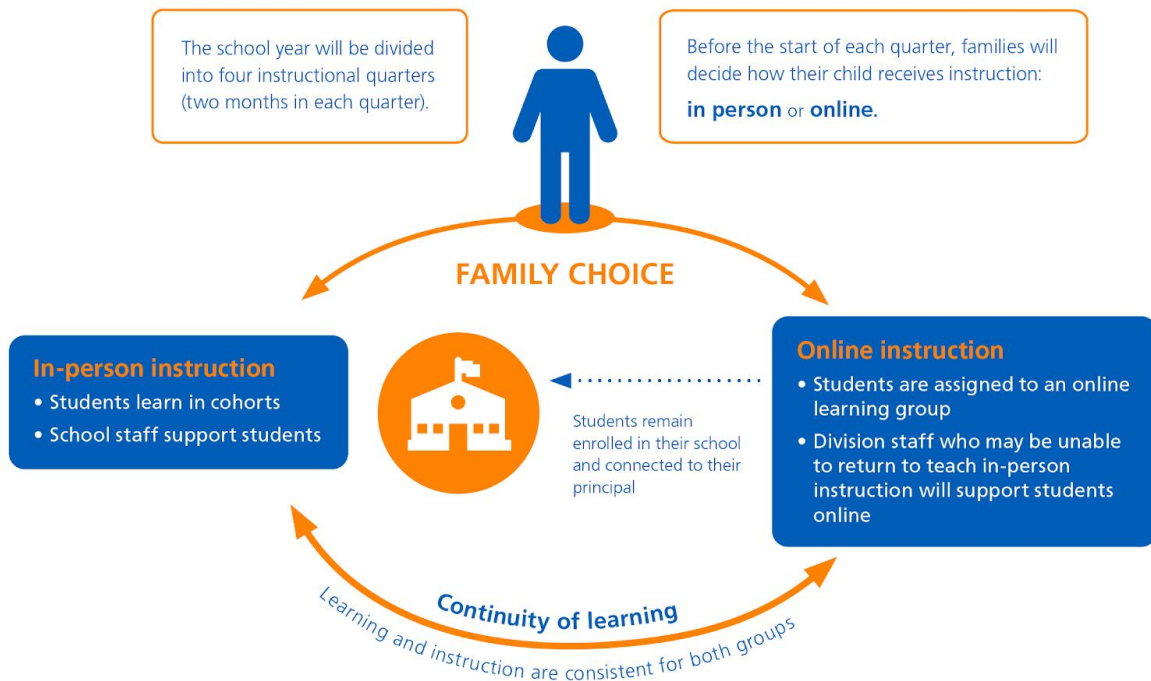 The school year will be divided
into four instructional quarters
(two months in each quarter).
Before the start of each quarter, families will
decide how their child receives instruction:
in person or online.
FAMILY CHOICE
In-person instruction
• Students learn in cohorts
• School staff support students
Students remain
enrolled in their school
and connected to their
principal
Online instruction
• Students are assigned to an online
learning group
• Division staff who may be unable
to return to teach in-person
instruction will support students
online
Continuity of learning
Learning and instruction are consistent for both groups